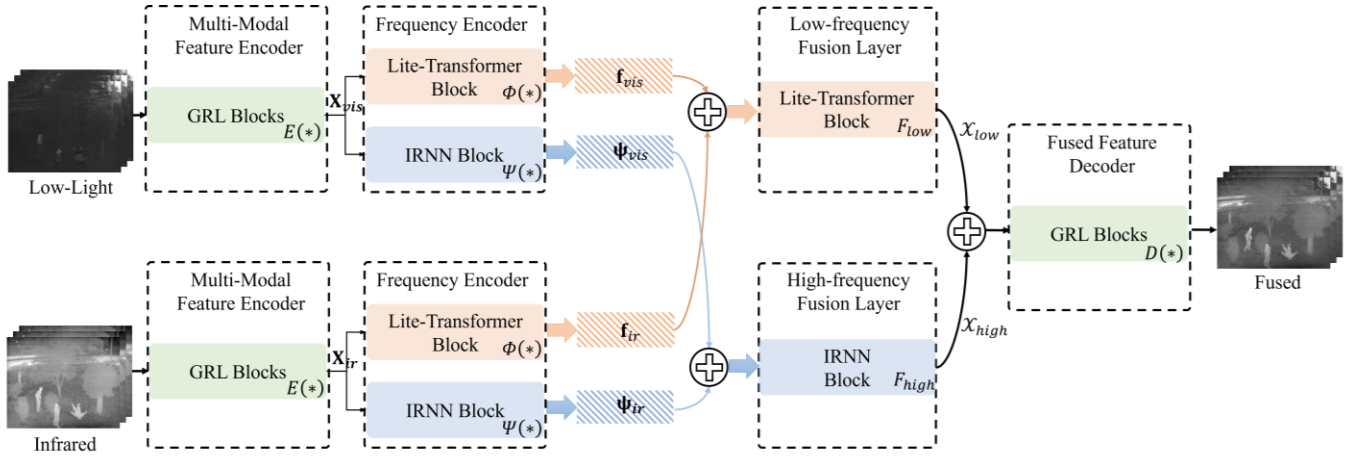 Multi-Modal
Feature Encoder
GRL Blocks
E(∗)
Low-Light
X_vis
Frequency Encoder
Lite-Transformer
Block
Φ(∗)
IRNN Block
Ψ(∗)
f_vis
ψ_vis
Low-frequency
Fusion Layer
Lite-Transformer
Block
F_low
χ_low
Fused Feature
Decoder
GRL Blocks
D(∗)
Fused
Multi-Modal
Feature Encoder
GRL Blocks
E(∗)
Infrared
X_ir
Frequency Encoder
Lite-Transformer
Block
Φ(∗)
IRNN Block
Ψ(∗)
f_ir
ψ_ir
High-frequency
Fusion Layer
IRNN
Block
F_high
χ_high